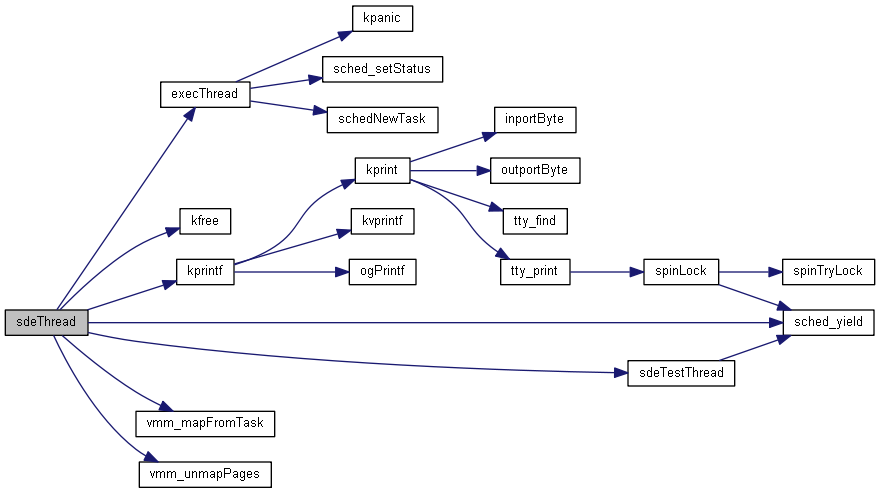 kpanic
sched_setStatus
execThread
schedNewTask
inportByte
kprint
outportByte
kfree
kvprintf
tty_find
kprintf
ogPrintf
tty_print
spinLock
spinTryLock
sdeThread
sched_yield
sdeTestThread
vmm_mapFromTask
vmm_unmapPages